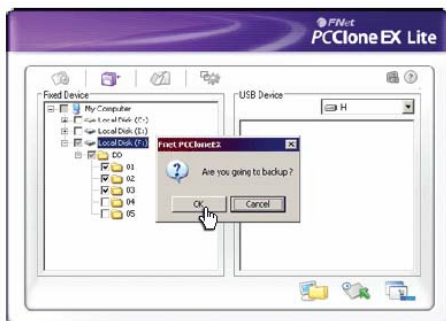 FNet
PCClone EX Lite
Fixed Device
USB Device
My Computer
H
Local Disk (C:)
Local Disk (E:)
Local Disk (F:)
DD
01
02
03
04
05
Fnet PCCloneEX
Are you going to backup ?
OK
Cancel